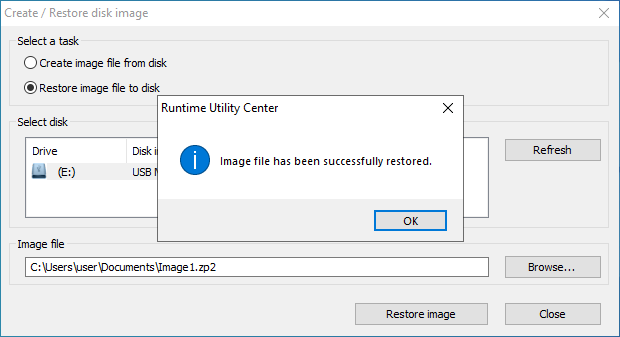 Create / Restore disk image
Select a task
Create image file from disk
Restore image file to disk
Runtime Utility Center
Image file has been successfully restored.
OK
Select disk
Drive Disk in
(E:) USB M
Refresh
Image file
C:\Users\user\Documents\Image1.zp2
Browse...
Restore image
Close